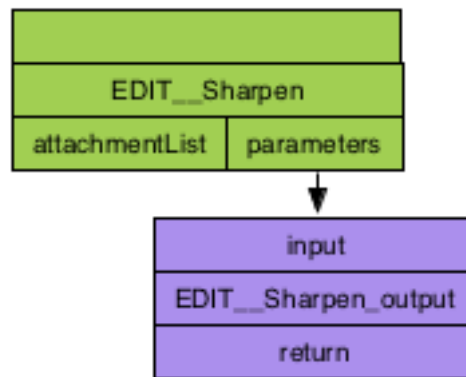 EDIT__Sharpen
attachmentList parameters
input
EDIT__Sharpen_output
return